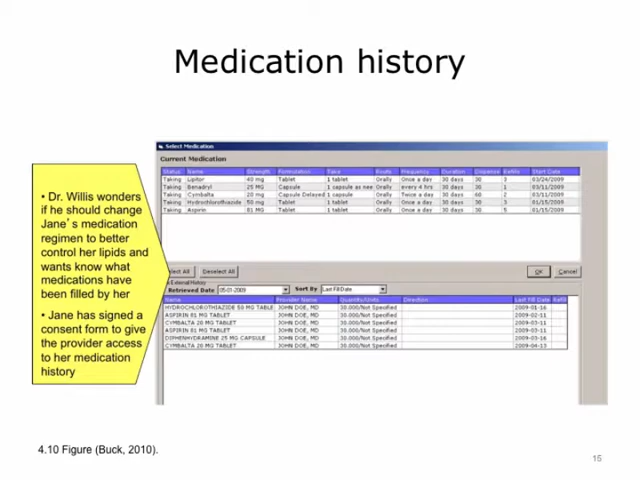 Medication history
• Dr. Willis wonders
if he should change
Jane's medication
regimen to better
control her lipids and
wants know what
medications have
been filled by her
• Jane has signed a
consent form to give
the provider access
to her medication
history
Select Medication
Current Medication
Status Name Strength Formulation Take Route Frequency Duration Dispense Refills Start Date
Taking Lipitor 40 mg Tablet 1 tablet Orally Once a day 30 days 30 3 03/24/2009
Taking Benadryl 25 MG Capsule 1 capsule as nee Orally every 4 hrs 30 days 30 1 03/11/2009
Taking Cymbalta 20 mg Capsule Delayed 1 tablet Orally Twice a day 30 days 60 2 03/11/2009
Taking Hydrochlorothiazide 50 mg Tablet 1 tablet Orally Once a day 30 days 30 3 01/15/2009
Taking Aspirin 81 MG Tablet 1 tablet Orally Once a day 30 days 30 5 01/15/2009
lect All Deselect All OK Cancel
External History
Retrieved Date 05-01-2009 Sort By Last Fill Date
Name Provider Name Quantity/Units Direction Last Fill Date Refill
HYDROCHLOROTHIAZIDE 50 MG TABLE JOHN DOE, MD 30.000/Not Specified 2009-01-16
ASPIRIN 81 MG TABLET JOHN DOE, MD 30.000/Not Specified 2009-02-11
CYMBALTA 20 MG TABLET JOHN DOE, MD 30.000/Not Specified 2009-03-11
ASPIRIN 81 MG TABLET JOHN DOE, MD 30.000/Not Specified 2009-03-11
DIPHENHYDRAMINE 25 MG CAPSULE JOHN DOE, MD 30.000/Not Specified 2009-03-11
CYMBALTA 20 MG TABLET JOHN DOE, MD 30.000/Not Specified 2009-04-13
4.10 Figure (Buck, 2010).
15